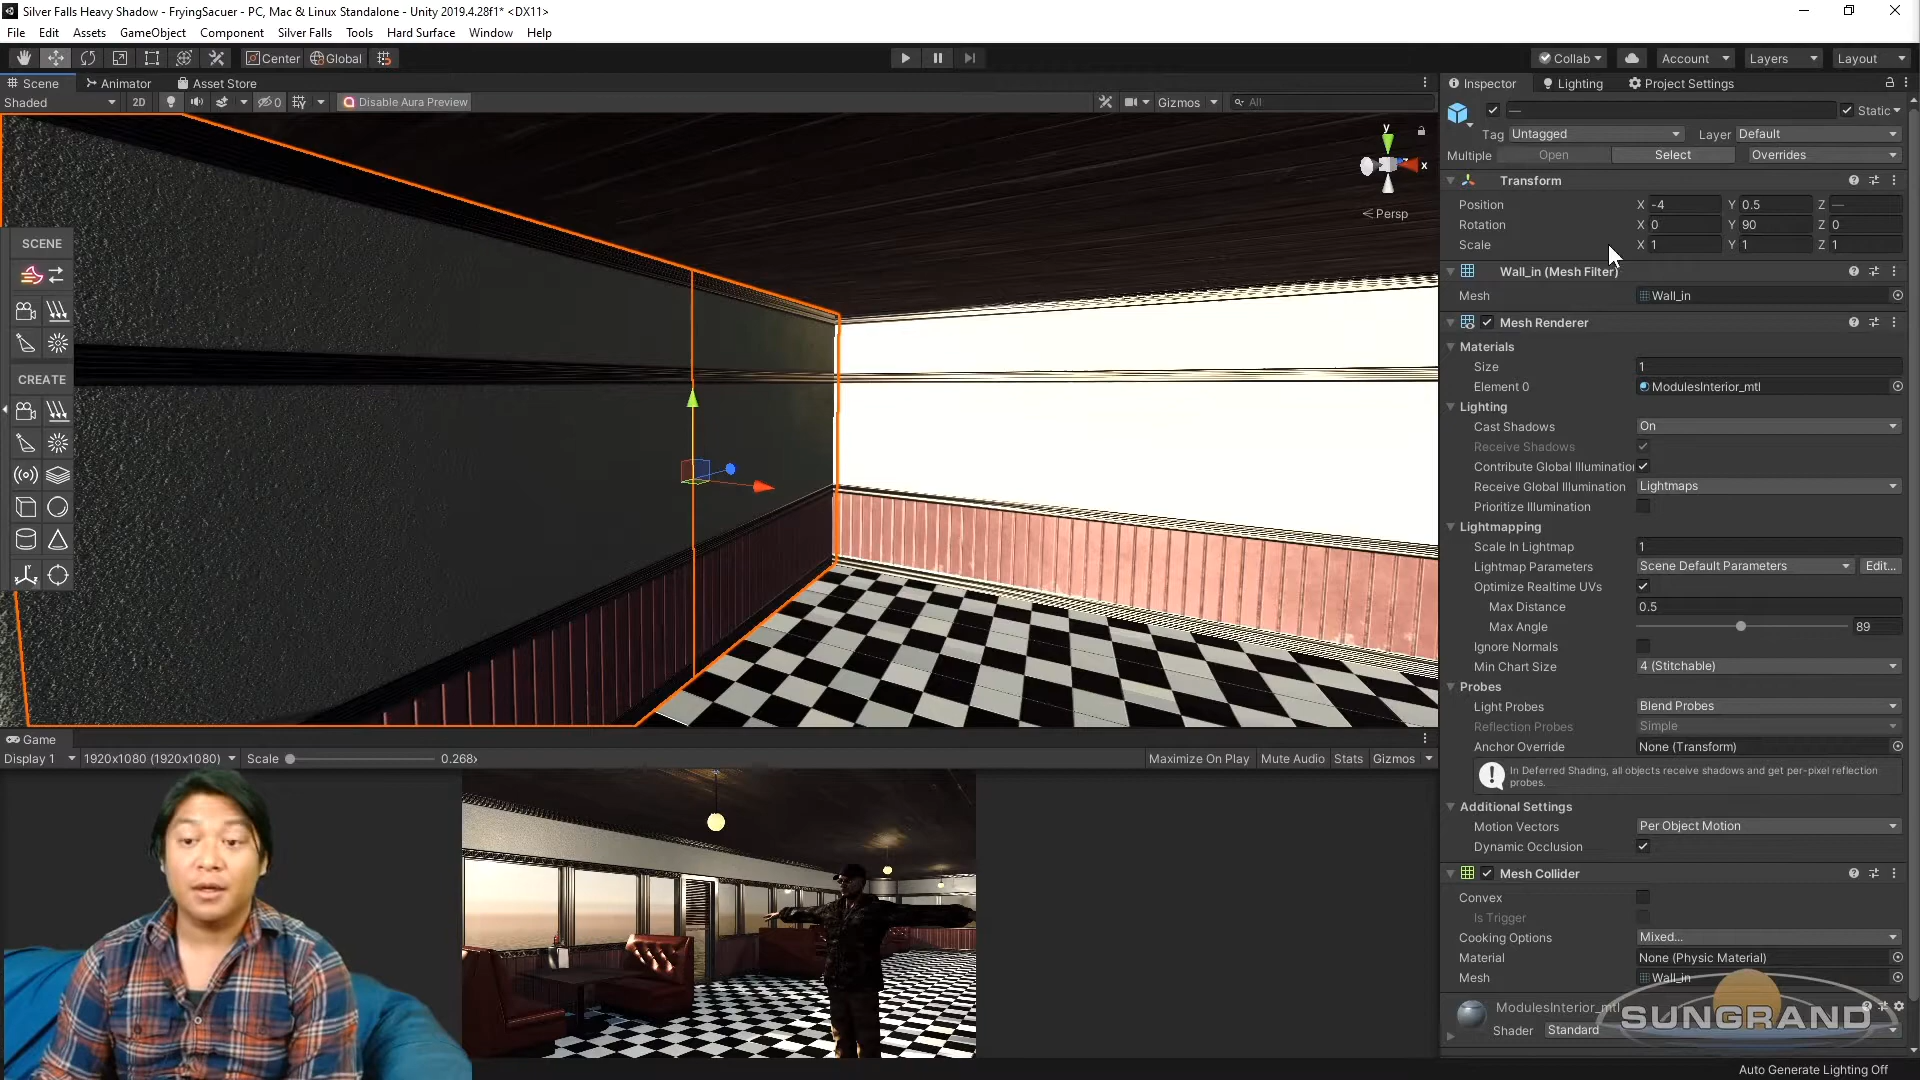 Silver Falls Heavy Shadow - FryingSacuer - PC, Mac & Linux Standalone - Unity 2019.4.28f1* <DX11>
File Edit Assets GameObject Component Silver Falls Tools Hard Surface Window Help
Center Global Collab Account Layers Layout
Scene Animator Asset Store Inspector Lighting Project Settings
Shaded 2D 0 Disable Aura Preview Gizmos All
— Static
Tag Untagged Layer Default
Multiple Open Select Overrides
Transform
Position X -4 Y 0.5 Z —
Rotation X 0 Y 90 Z 0
Scale X 1 Y 1 Z 1
Wall_in (Mesh Filter)
Mesh Wall_in
Mesh Renderer
Materials
Size 1
Element 0 ModulesInterior_mtl
Lighting
Cast Shadows On
Receive Shadows
Contribute Global Illuminatio
Receive Global Illumination Lightmaps
Prioritize Illumination
Lightmapping
Scale In Lightmap 1
Lightmap Parameters Scene Default Parameters Edit...
Optimize Realtime UVs
Max Distance 0.5
Max Angle 89
Ignore Normals
Min Chart Size 4 (Stitchable)
Probes
Light Probes Blend Probes
Reflection Probes Simple
Anchor Override None (Transform)
In Deferred Shading, all objects receive shadows and get per-pixel reflection
probes.
Additional Settings
Motion Vectors Per Object Motion
Dynamic Occlusion
Mesh Collider
Convex
Is Trigger
Cooking Options Mixed...
Material None (Physic Material)
Mesh Wall_in
ModulesInterior_mtl
Shader Standard
SUNGRAND
Auto Generate Lighting Off
y
x
Persp
SCENE
CREATE
Game
Display 1 1920x1080 (1920x1080) Scale 0.268x Maximize On Play Mute Audio Stats Gizmos